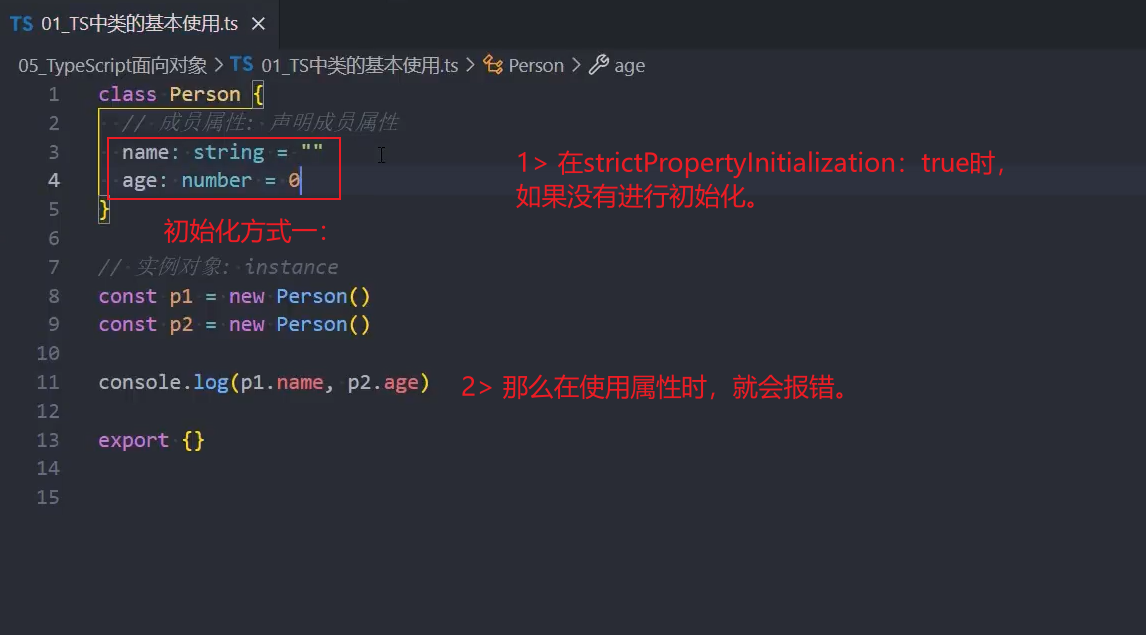 TS 01_TS中类的基本使用.ts ×
05_TypeScript面向对象 > TS 01_TS中类的基本使用.ts > Person > age
1 class Person {
2 // 成员属性: 声明成员属性
3 name: string = ""
4 age: number = 0
5 }
1> 在strictPropertyInitialization：true时，
如果没有进行初始化。
初始化方式一：
6
7 // 实例对象: instance
8 const p1 = new Person()
9 const p2 = new Person()
10
11 console.log(p1.name, p2.age)
2> 那么在使用属性时，就会报错。
12
13 export {}
14
15